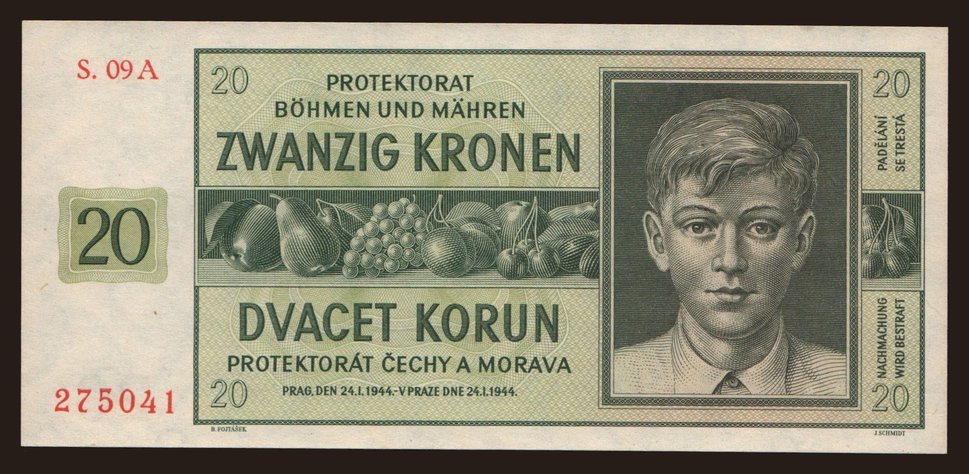 S. 09 A
20
PROTEKTORAT
BÖHMEN UND MÄHREN
ZWANZIG KRONEN
20
PADĚLÁNÍ
SE TRESTÁ
20
DVACET KORUN
PROTEKTORÁT ČECHY A MORAVA
PRAG, DEN 24.I.1944.-V PRAZE DNE 24.I.1944.
NACHMACHUNG
WIRD BESTRAFT
275041
20
20
B. FOJTÁŠEK
J. SCHMIDT